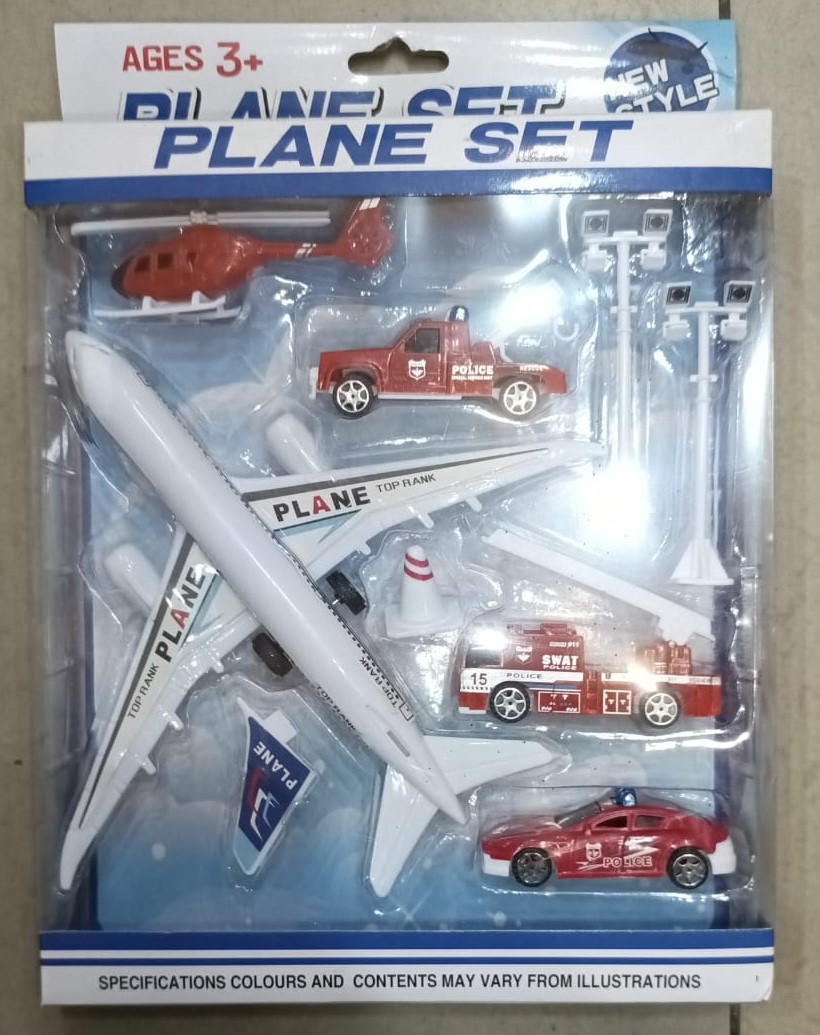 AGES 3+
PLANE SET
NEW
STYLE
PLANE SET
POLICE
RESCUE
PLANE TOP RANK
PLANE
TOP RANK
SWAT
15 POLICE
TOP RANK
PLANE
POLICE
SPECIFICATIONS COLOURS AND CONTENTS MAY VARY FROM ILLUSTRATIONS